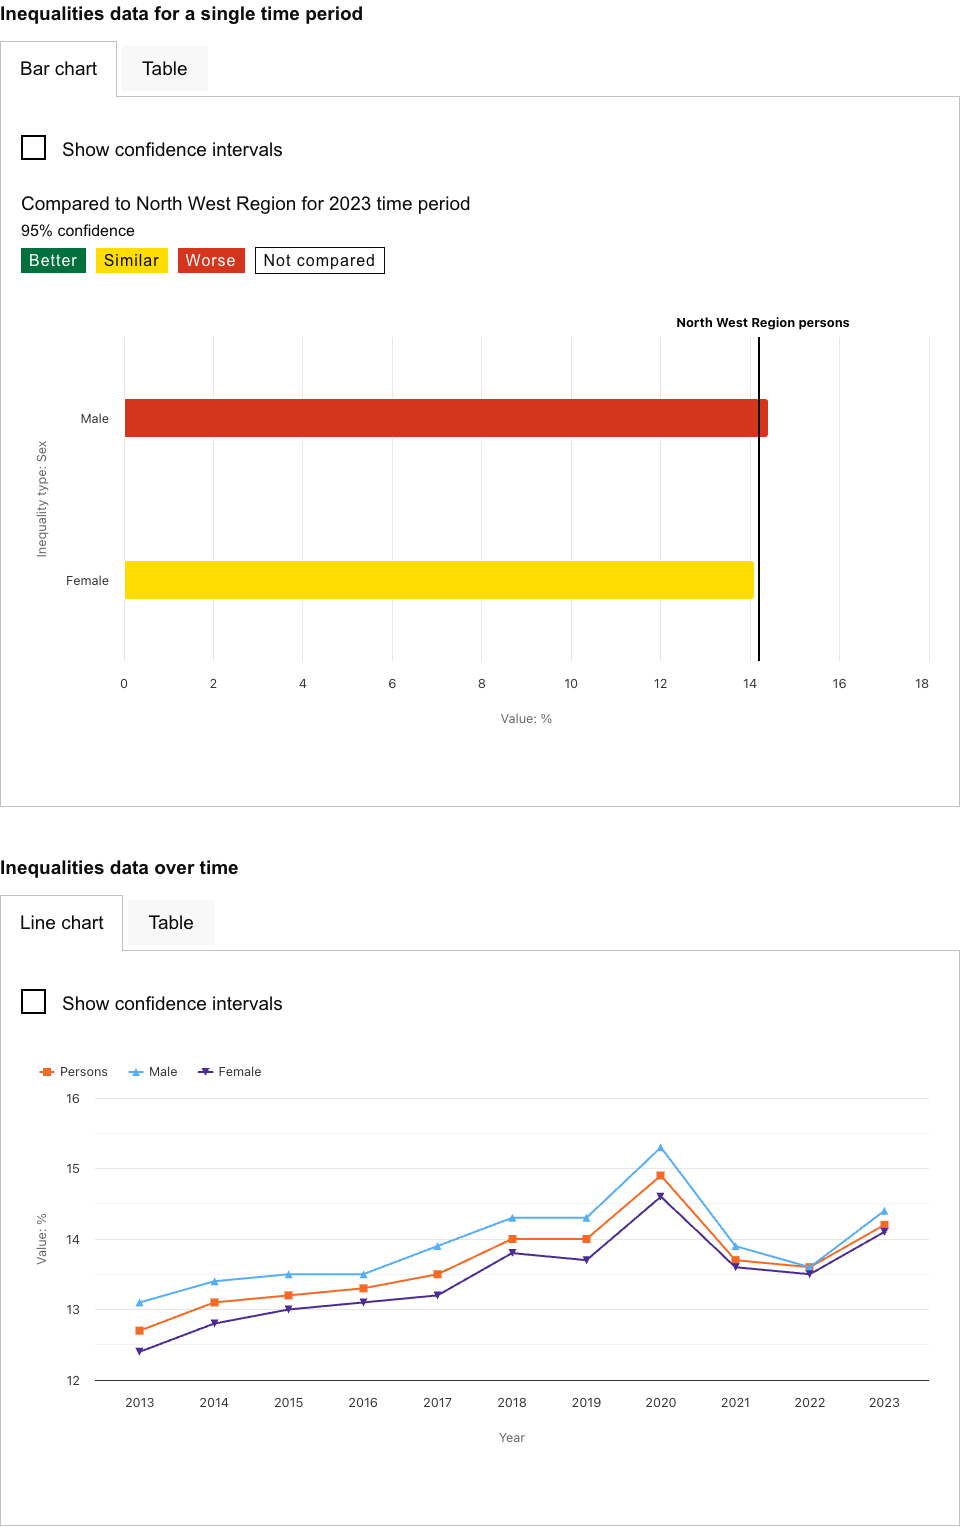 Inequalities data for a single time period
Bar chart Table
Show confidence intervals
Compared to North West Region for 2023 time period
95% confidence
Better Similar Worse Not compared
North West Region persons
Male
Inequality type: Sex
Female
0 2 4 6 8 10 12 14 16 18
Value: %
Inequalities data over time
Line chart Table
Show confidence intervals
Persons Male Female
16
15
Value: %
14
13
12
2013 2014 2015 2016 2017 2018 2019 2020 2021 2022 2023
Year